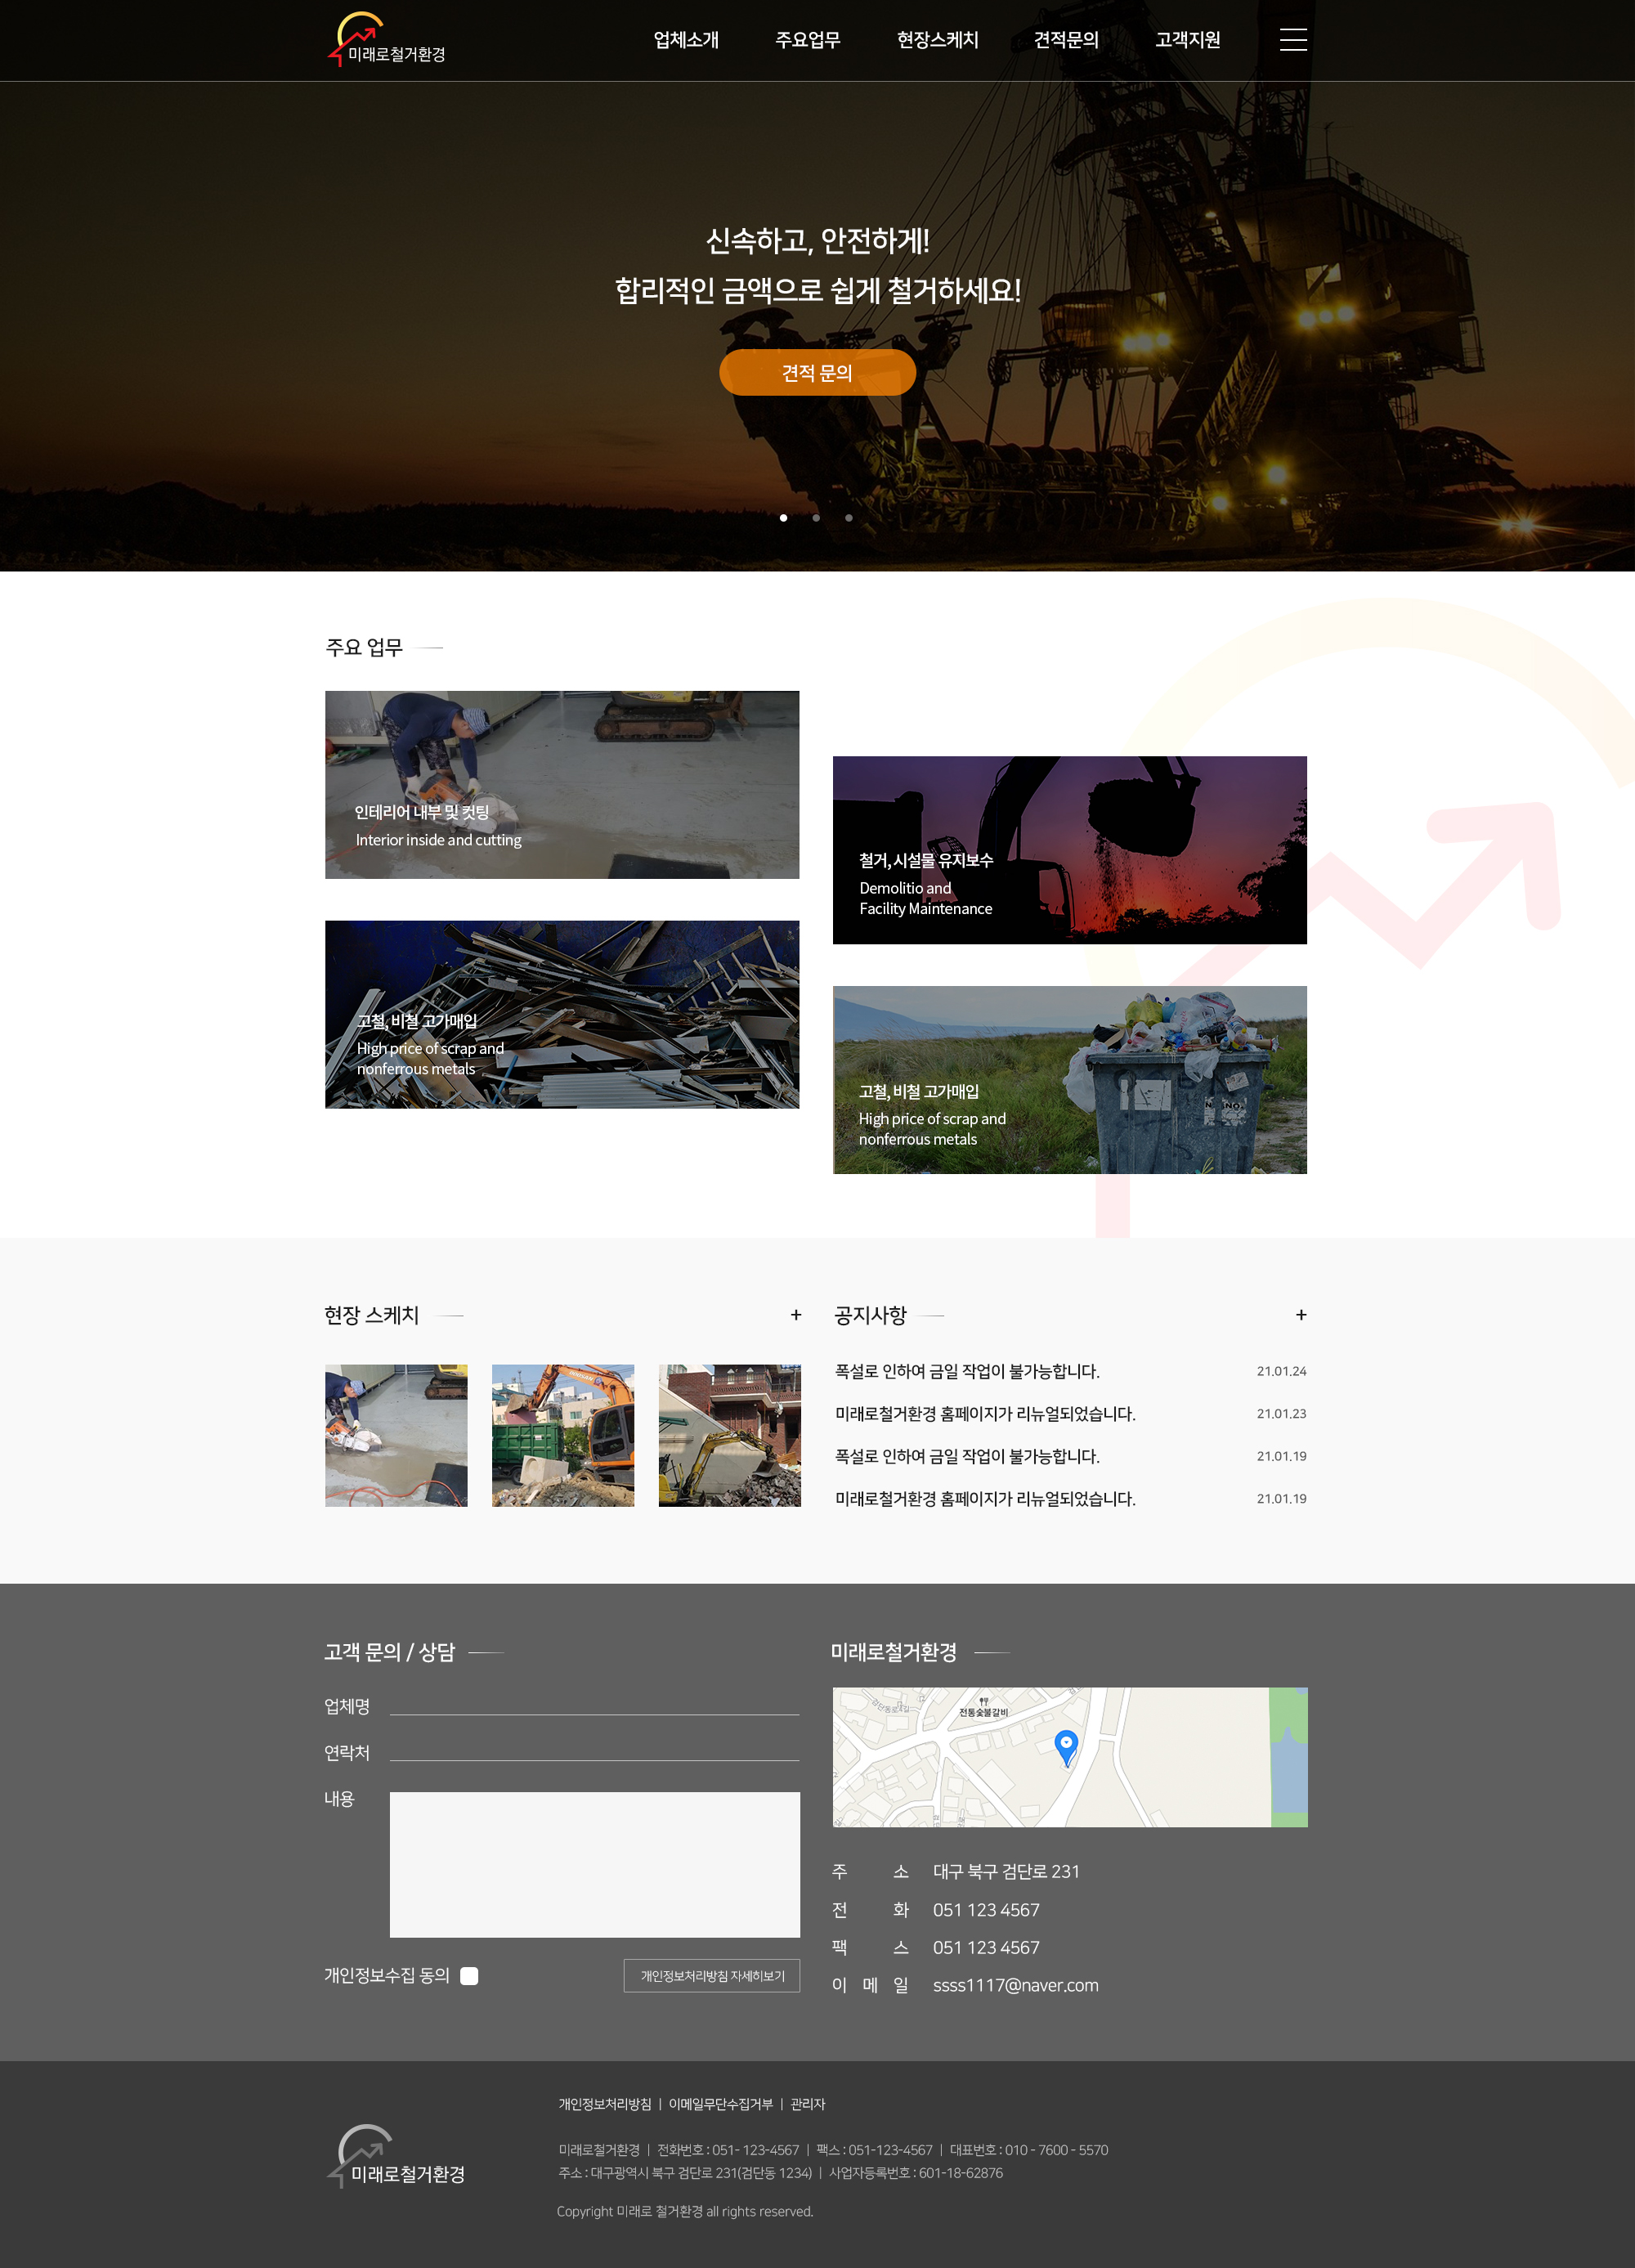 미래로철거환경
업체소개 주요업무 현장스케치 견적문의 고객지원
신속하고, 안전하게!
합리적인 금액으로 쉽게 철거하세요!
견적 문의
주요 업무
인테리어 내부 및 컷팅
Interior inside and cutting
철거, 시설물 유지보수
Demolitio and
Facility Maintenance
고철, 비철 고가매입
High price of scrap and
nonferrous metals
고철, 비철 고가매입
High price of scrap and
nonferrous metals
현장 스케치 +
공지사항 +
폭설로 인하여 금일 작업이 불가능합니다. 21.01.24
미래로철거환경 홈페이지가 리뉴얼되었습니다. 21.01.23
폭설로 인하여 금일 작업이 불가능합니다. 21.01.19
미래로철거환경 홈페이지가 리뉴얼되었습니다. 21.01.19
고객 문의 / 상담
업체명
연락처
내용
개인정보수집 동의
개인정보처리방침 자세히보기
미래로철거환경
전통숯불갈비
주 소 대구 북구 검단로 231
전 화 051 123 4567
팩 스 051 123 4567
이 메 일 ssss1117@naver.com
미래로철거환경
개인정보처리방침 | 이메일무단수집거부 | 관리자
미래로철거환경 | 전화번호 : 051- 123-4567 | 팩스 : 051-123-4567 | 대표번호 : 010 - 7600 - 5570
주소 : 대구광역시 북구 검단로 231(검단동 1234) | 사업자등록번호 : 601-18-62876
Copyright 미래로 철거환경 all rights reserved.